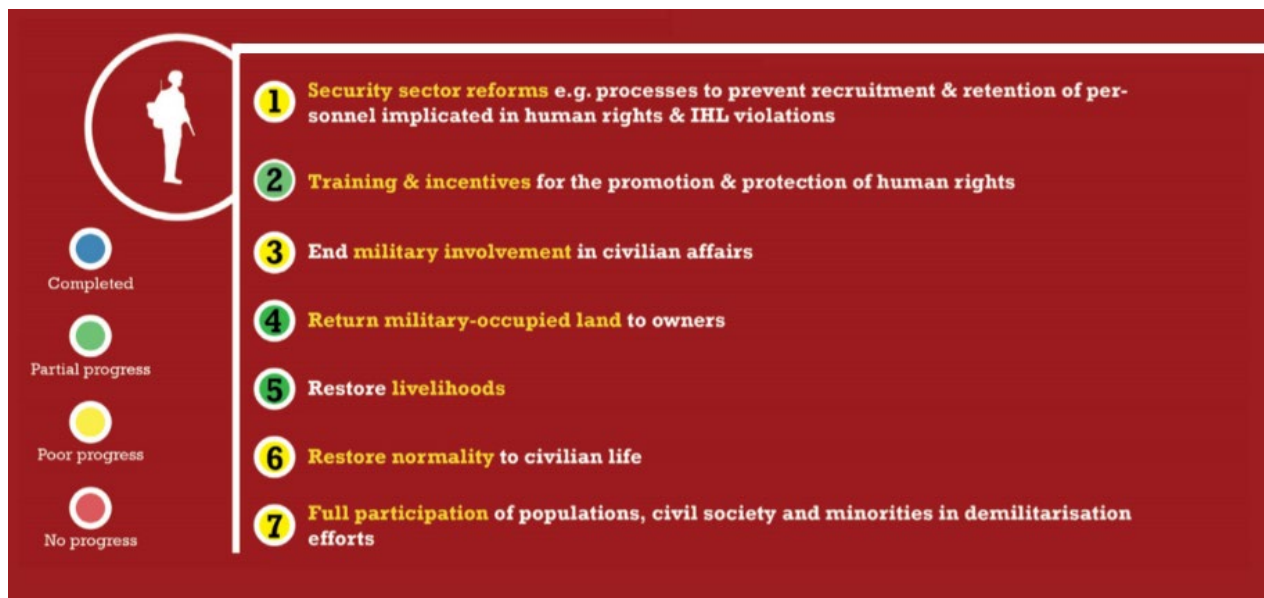 1
Security sector reforms e.g. processes to prevent recruitment & retention of per-
sonnel implicated in human rights & IHL violations
2
Training & incentives for the promotion & protection of human rights
3
End military involvement in civilian affairs
4
Return military-occupied land to owners
5
Restore livelihoods
6
Restore normality to civilian life
7
Full participation of populations, civil society and minorities in demilitarisation
efforts
Completed
Partial progress
Poor progress
No progress